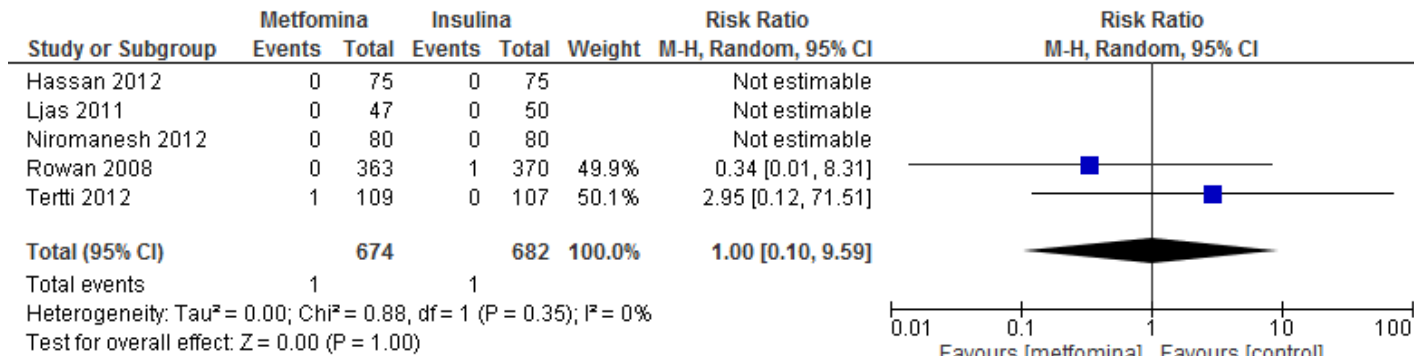 Metfomina Insulina Risk Ratio Risk Ratio
Study or Subgroup Events Total Events Total Weight M-H, Random, 95% CI M-H, Random, 95% CI
Hassan 2012 0 75 0 75 Not estimable
Ljas 2011 0 47 0 50 Not estimable
Niromanesh 2012 0 80 0 80 Not estimable
Rowan 2008 0 363 1 370 49.9% 0.34 [0.01, 8.31]
Tertti 2012 1 109 0 107 50.1% 2.95 [0.12, 71.51]
Total (95% CI) 674 682 100.0% 1.00 [0.10, 9.59]
Total events 1 1
Heterogeneity: Tau² = 0.00; Chi² = 0.88, df = 1 (P = 0.35); I² = 0%
Test for overall effect: Z = 0.00 (P = 1.00)
0.01 0.1 1 10 100
Favours [metfomina] Favours [control]